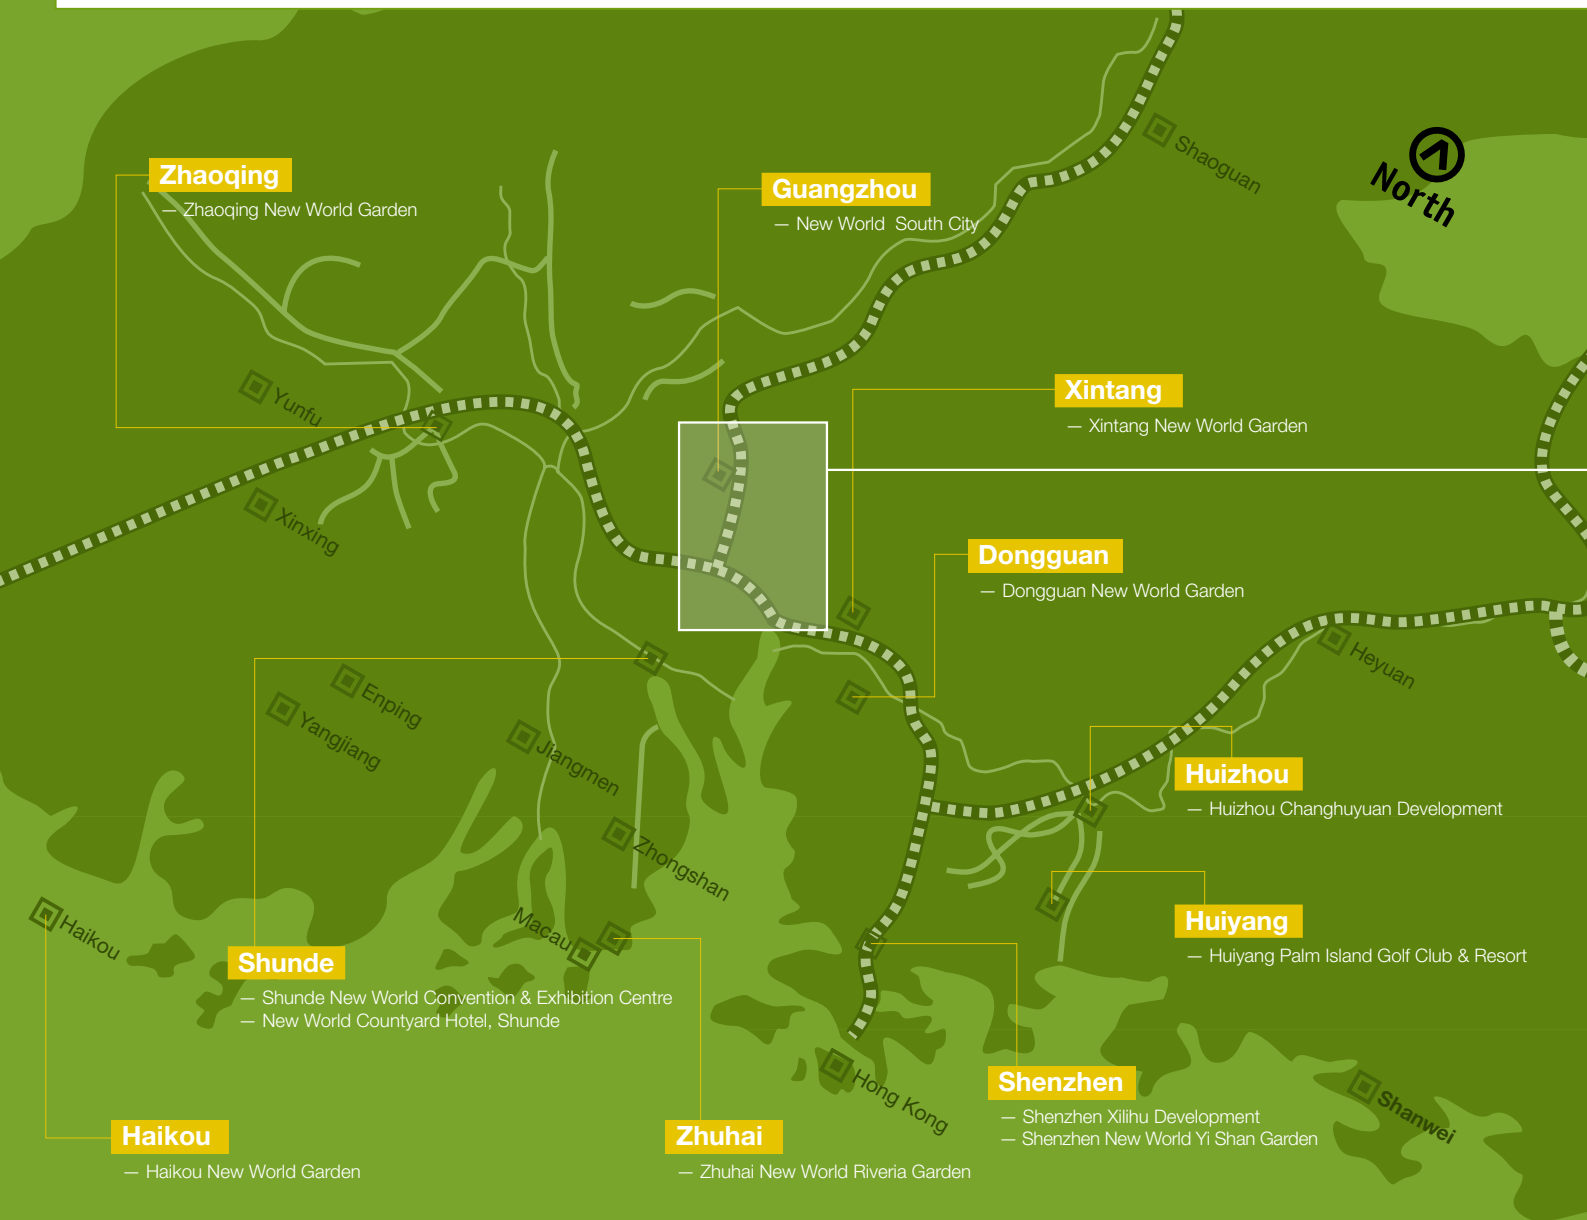 Shaoguan
North
Zhaoqing
— Zhaoqing New World Garden
Guangzhou
— New World South City
Yunfu
Xintang
— Xintang New World Garden
Xinxing
Dongguan
— Dongguan New World Garden
Heyuan
Enping
Yangjiang
Jiangmen
Huizhou
— Huizhou Changhuyuan Development
Zhongshan
Haikou
Macau
Huiyang
— Huiyang Palm Island Golf Club & Resort
Shunde
— Shunde New World Convention & Exhibition Centre
— New World Countyard Hotel, Shunde
Hong Kong
Shenzhen
— Shenzhen Xilihu Development
— Shenzhen New World Yi Shan Garden
Shanwei
Haikou
— Haikou New World Garden
Zhuhai
— Zhuhai New World Riveria Garden